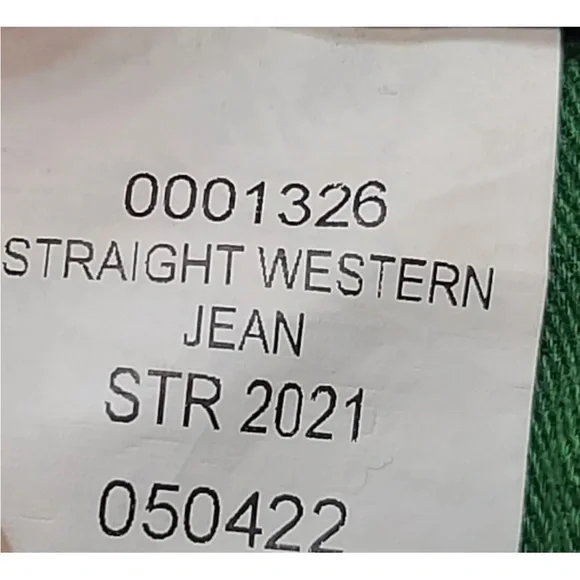 0001326
STRAIGHT WESTERN
JEAN
STR 2021
050422